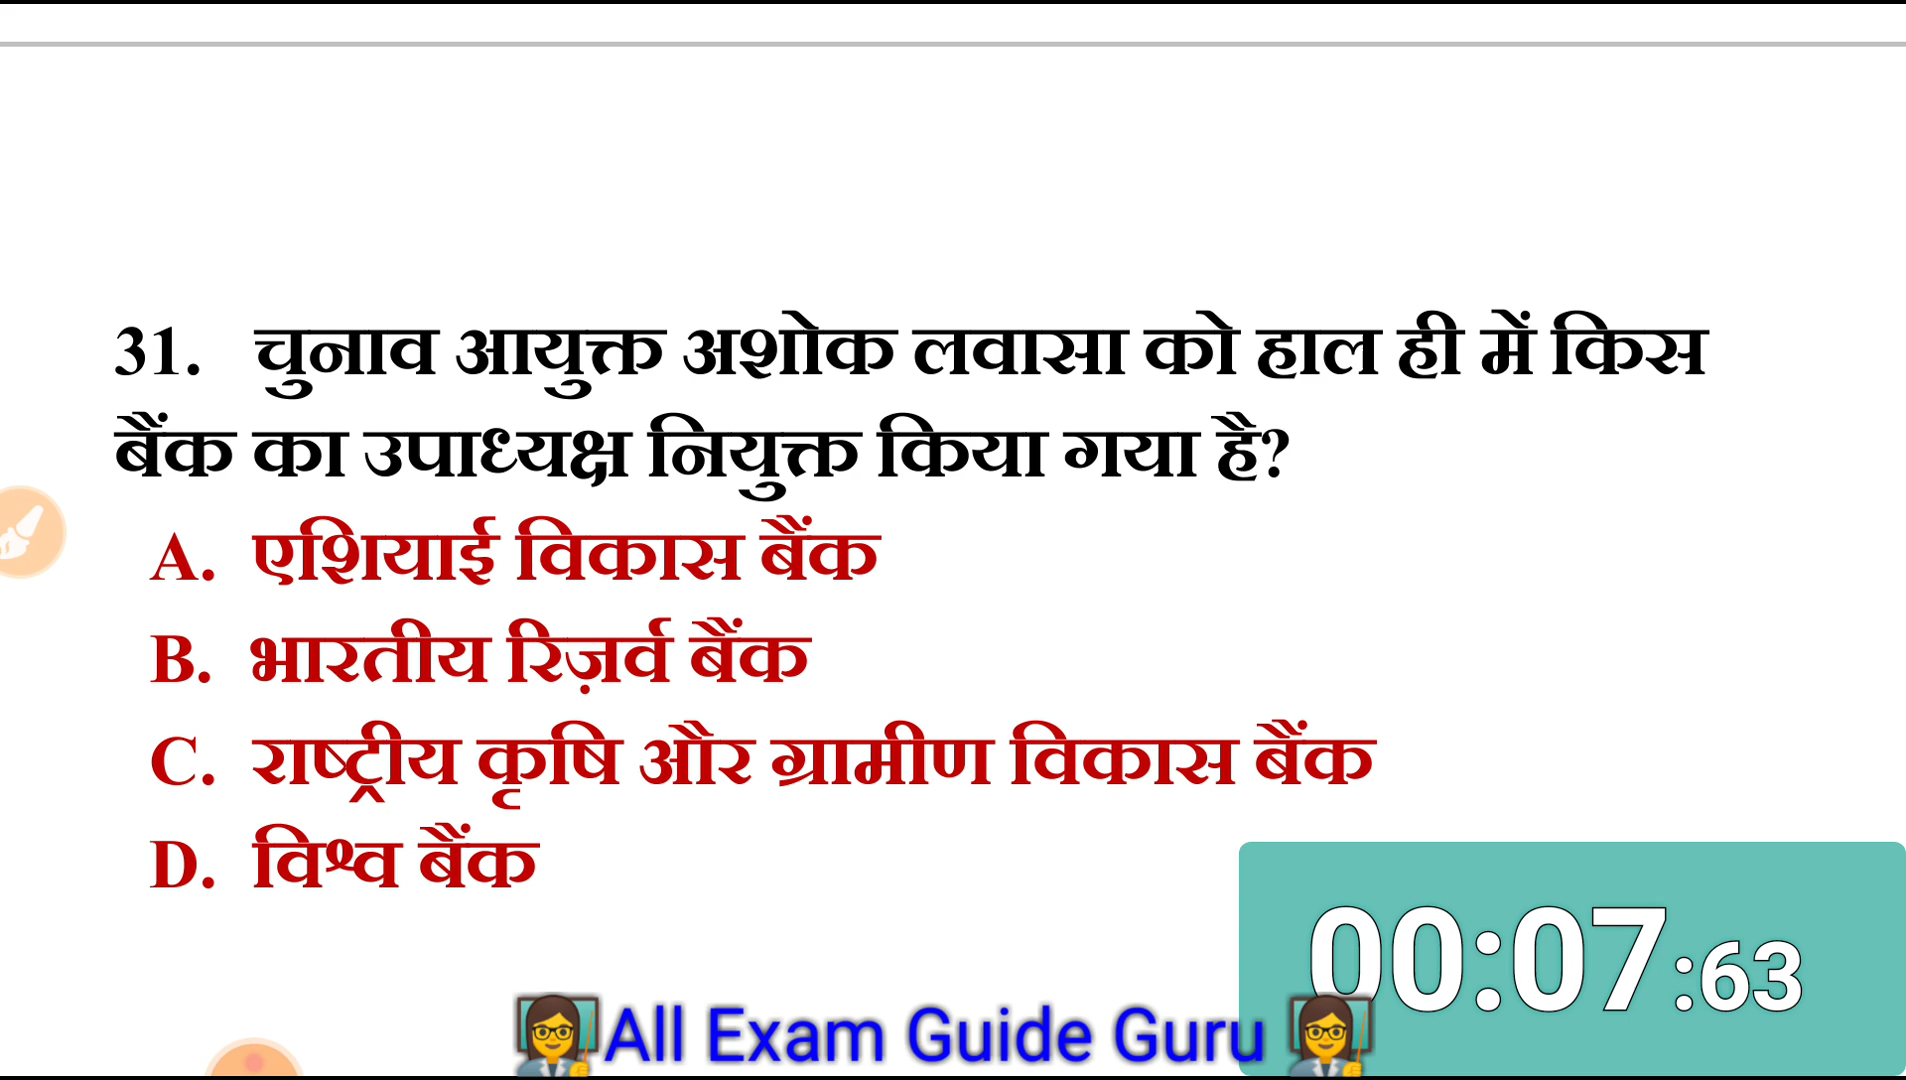 31. चुनाव आयुक्त अशोक लवासा को हाल ही में किस
बैंक का उपाध्यक्ष नियुक्त किया गया है?
A. एशियाई विकास बैंक
B. भारतीय रिज़र्व बैंक
C. राष्ट्रीय कृषि और ग्रामीण विकास बैंक
D. विश्व बैंक
00:07:63
All Exam Guide Guru